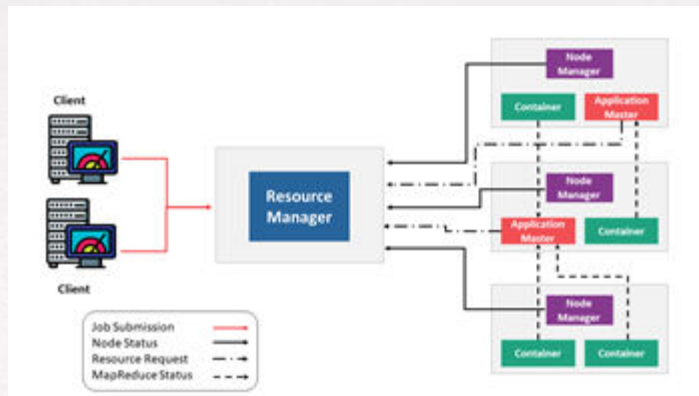 Client
Client
Resource
Manager
Node
Manager
Container
Application
Master
Node
Manager
Application
Master
Container
Node
Manager
Container
Container
Job Submission
Node Status
Resource Request
MapReduce Status